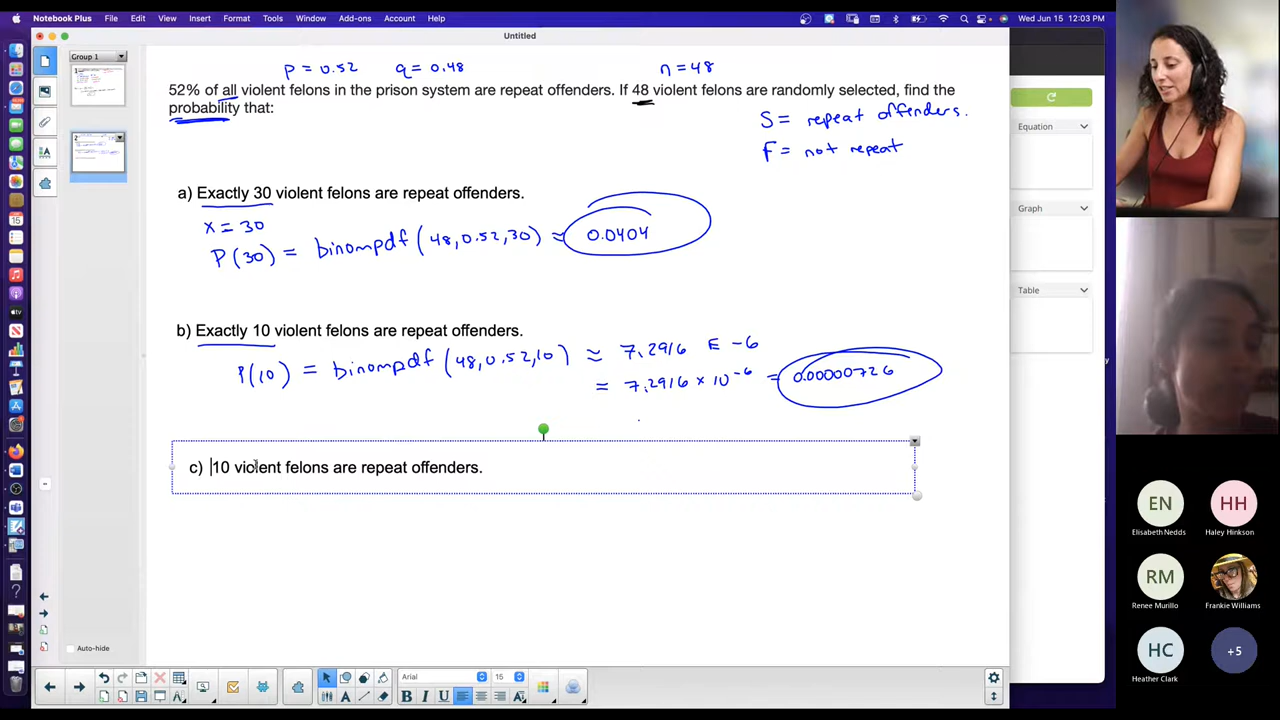 Notebook Plus File Edit View Insert Format Tools Window Add-ons Account Help
Wed Jun 15 12:03 PM
Untitled
Group 1
p = 0.52 q = 0.48 n = 48
52% of all violent felons in the prison system are repeat offenders. If 48 violent felons are randomly selected, find the
probability that:
S = repeat offenders.
F = not repeat
a) Exactly 30 violent felons are repeat offenders.
x = 30
P(30) = binompdf(48,0.52,30) ≈ 0.0404
b) Exactly 10 violent felons are repeat offenders.
P(10) = binompdf(48,0.52,10) ≈ 7.2916 E -6
= 7.2916 × 10⁻⁶ = 0.00000726
c) 10 violent felons are repeat offenders.
Equation
Graph
Table
EN
Elisabeth Nedds
HH
Haley Hinkson
RM
Renee Murillo
Frankie Williams
HC
Heather Clark
+5
Auto-hide
Arial
15
B I U